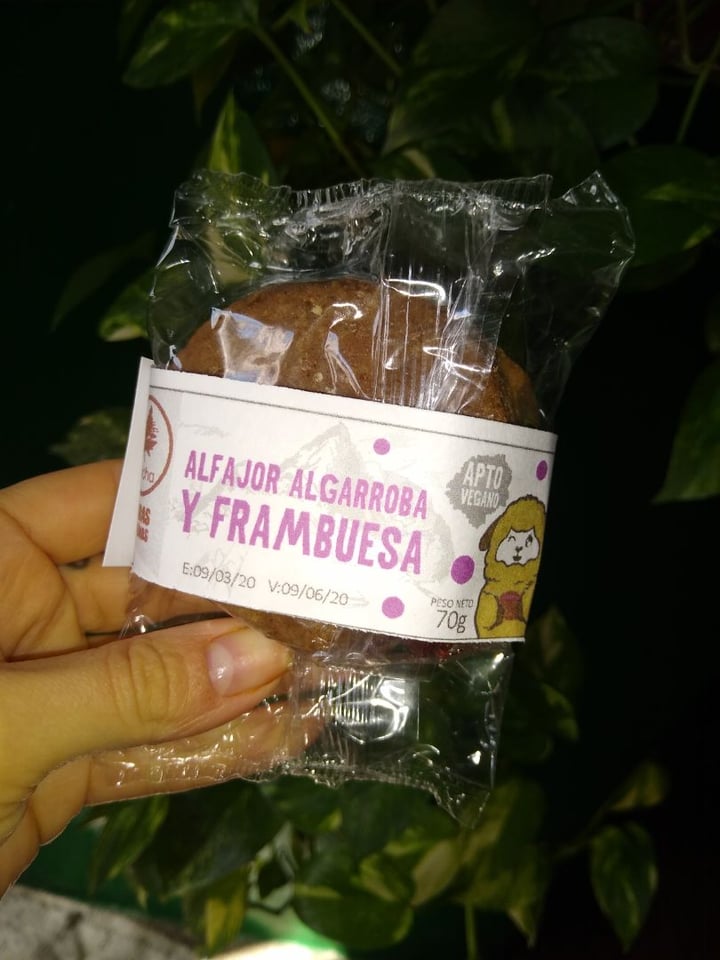 ALFAJOR ALGARROBA
Y FRAMBUESA
E:09/03/20 V:09/06/20
APTO
VEGANO
PESO NETO
70g